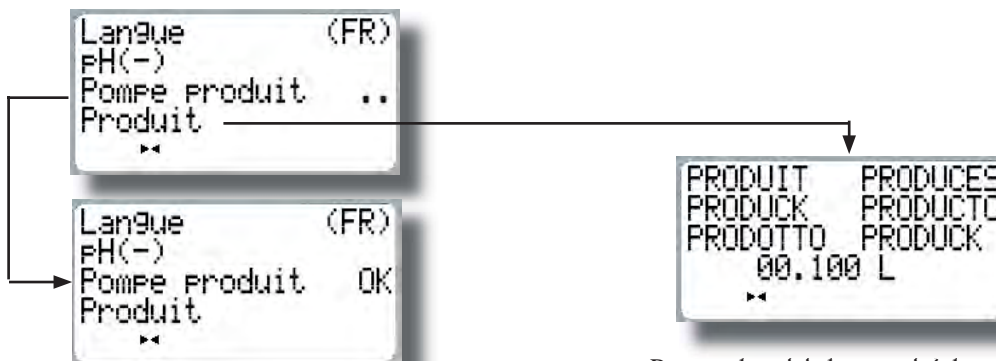 Langue (FR)
pH(-)
Pompe produit ..
Produit
Langue (FR)
pH(-)
Pompe produit OK
Produit
PRODUIT PRODUCES
PRODUCK PRODUCTO
PRODOTTO PRODUCK
00.100 L